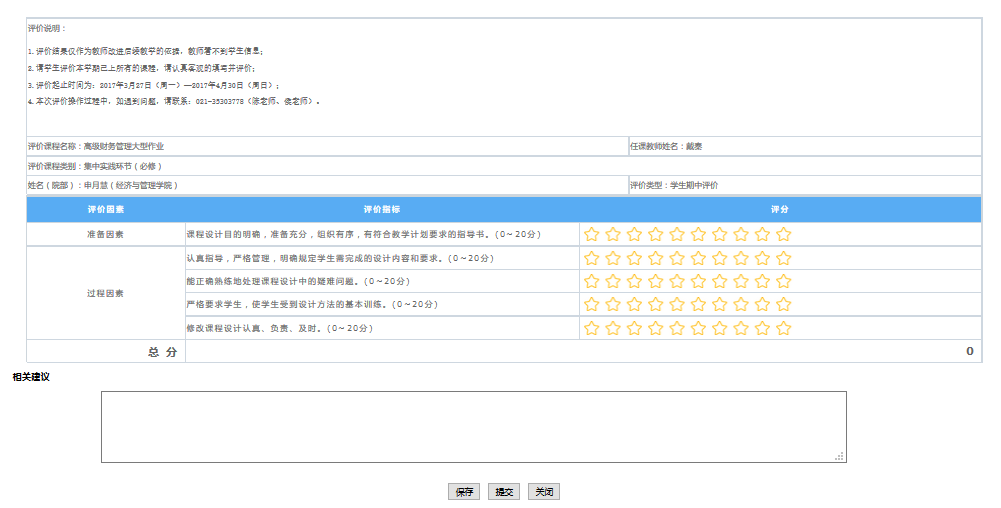 评价说明：
1. 评价结果仅作为教师改进后续教学的依据，教师看不到学生信息；
2. 请学生评价本学期已上所有的课程，请认真客观的填写并评价；
3. 评价起止时间为：2017年3月27日（周一）—2017年4月30日（周日）；
4. 本次评价操作过程中，如遇到问题，请联系：021-35303778（陈老师、侯老师）。
评价课程名称：高级财务管理大型作业 任课教师姓名：戴秦
评价课程类别：集中实践环节（必修）
姓名（院部）：申月慧（经济与管理学院） 评价类型：学生期中评价
评价因素 评价指标 评分
准备因素 课程设计目的明确，准备充分，组织有序，有符合教学计划要求的指导书。(0～20分)
认真指导，严格管理，明确规定学生需完成的设计内容和要求。(0～20分)
能正确熟练地处理课程设计中的疑难问题。(0～20分)
过程因素
严格要求学生，使学生受到设计方法的基本训练。(0～20分)
修改课程设计认真、负责、及时。(0～20分)
总 分 0
相关建议
保存 提交 关闭